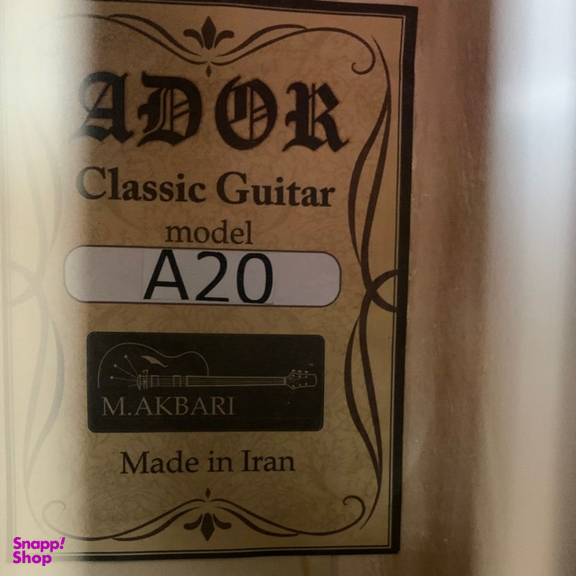 ADOR
Classic Guitar
model
A20
M.AKBARI
Made in Iran
Snapp!
Shop